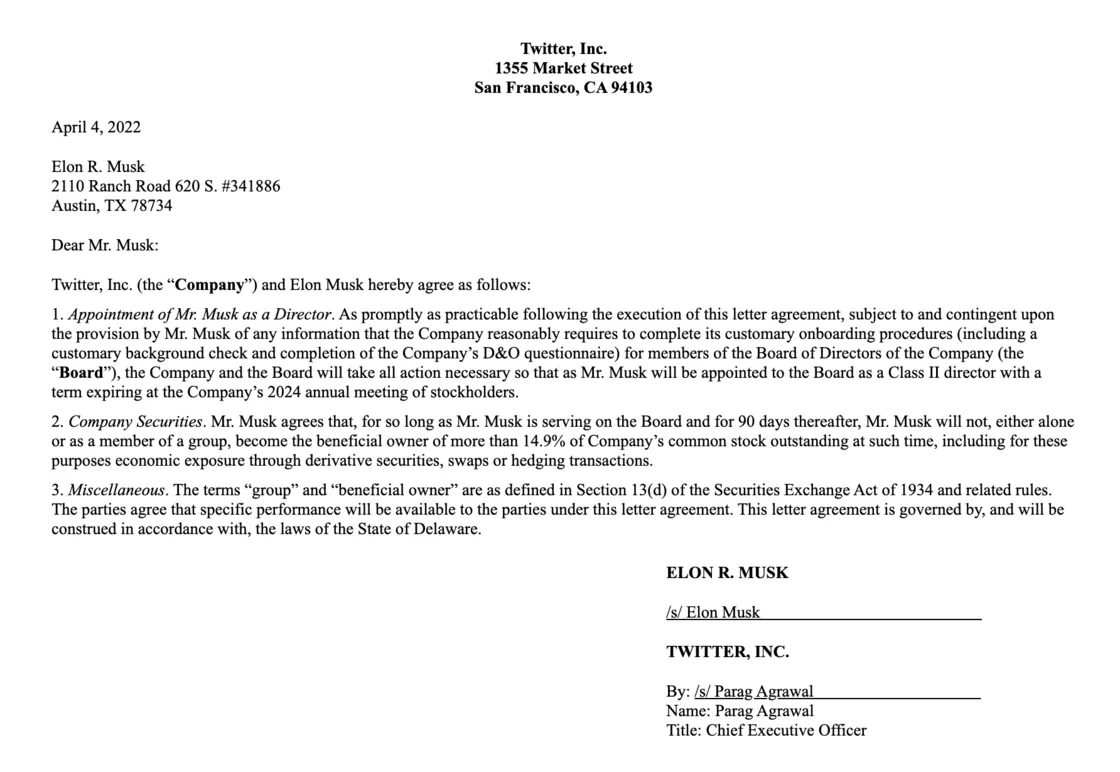 Twitter, Inc.
1355 Market Street
San Francisco, CA 94103
April 4, 2022
Elon R. Musk
2110 Ranch Road 620 S. #341886
Austin, TX 78734
Dear Mr. Musk:
Twitter, Inc. (the “Company”) and Elon Musk hereby agree as follows:
1. Appointment of Mr. Musk as a Director. As promptly as practicable following the execution of this letter agreement, subject to and contingent upon
the provision by Mr. Musk of any information that the Company reasonably requires to complete its customary onboarding procedures (including a
customary background check and completion of the Company’s D&O questionnaire) for members of the Board of Directors of the Company (the
“Board”), the Company and the Board will take all action necessary so that as Mr. Musk will be appointed to the Board as a Class II director with a
term expiring at the Company’s 2024 annual meeting of stockholders.
2. Company Securities. Mr. Musk agrees that, for so long as Mr. Musk is serving on the Board and for 90 days thereafter, Mr. Musk will not, either alone
or as a member of a group, become the beneficial owner of more than 14.9% of Company’s common stock outstanding at such time, including for these
purposes economic exposure through derivative securities, swaps or hedging transactions.
3. Miscellaneous. The terms “group” and “beneficial owner” are as defined in Section 13(d) of the Securities Exchange Act of 1934 and related rules.
The parties agree that specific performance will be available to the parties under this letter agreement. This letter agreement is governed by, and will be
construed in accordance with, the laws of the State of Delaware.
ELON R. MUSK
/s/ Elon Musk
TWITTER, INC.
By: /s/ Parag Agrawal
Name: Parag Agrawal
Title: Chief Executive Officer